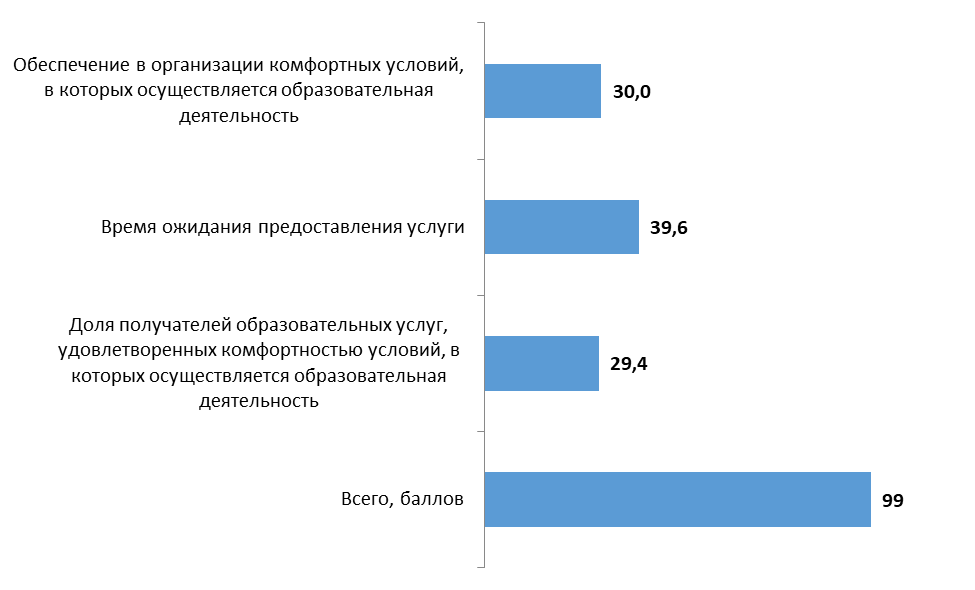 Обеспечение в организации комфортных условий,
в которых осуществляется образовательная
деятельность
30,0
Время ожидания предоставления услуги
39,6
Доля получателей образовательных услуг,
удовлетворенных комфортностью условий, в
которых осуществляется образовательная
деятельность
29,4
Всего, баллов
99